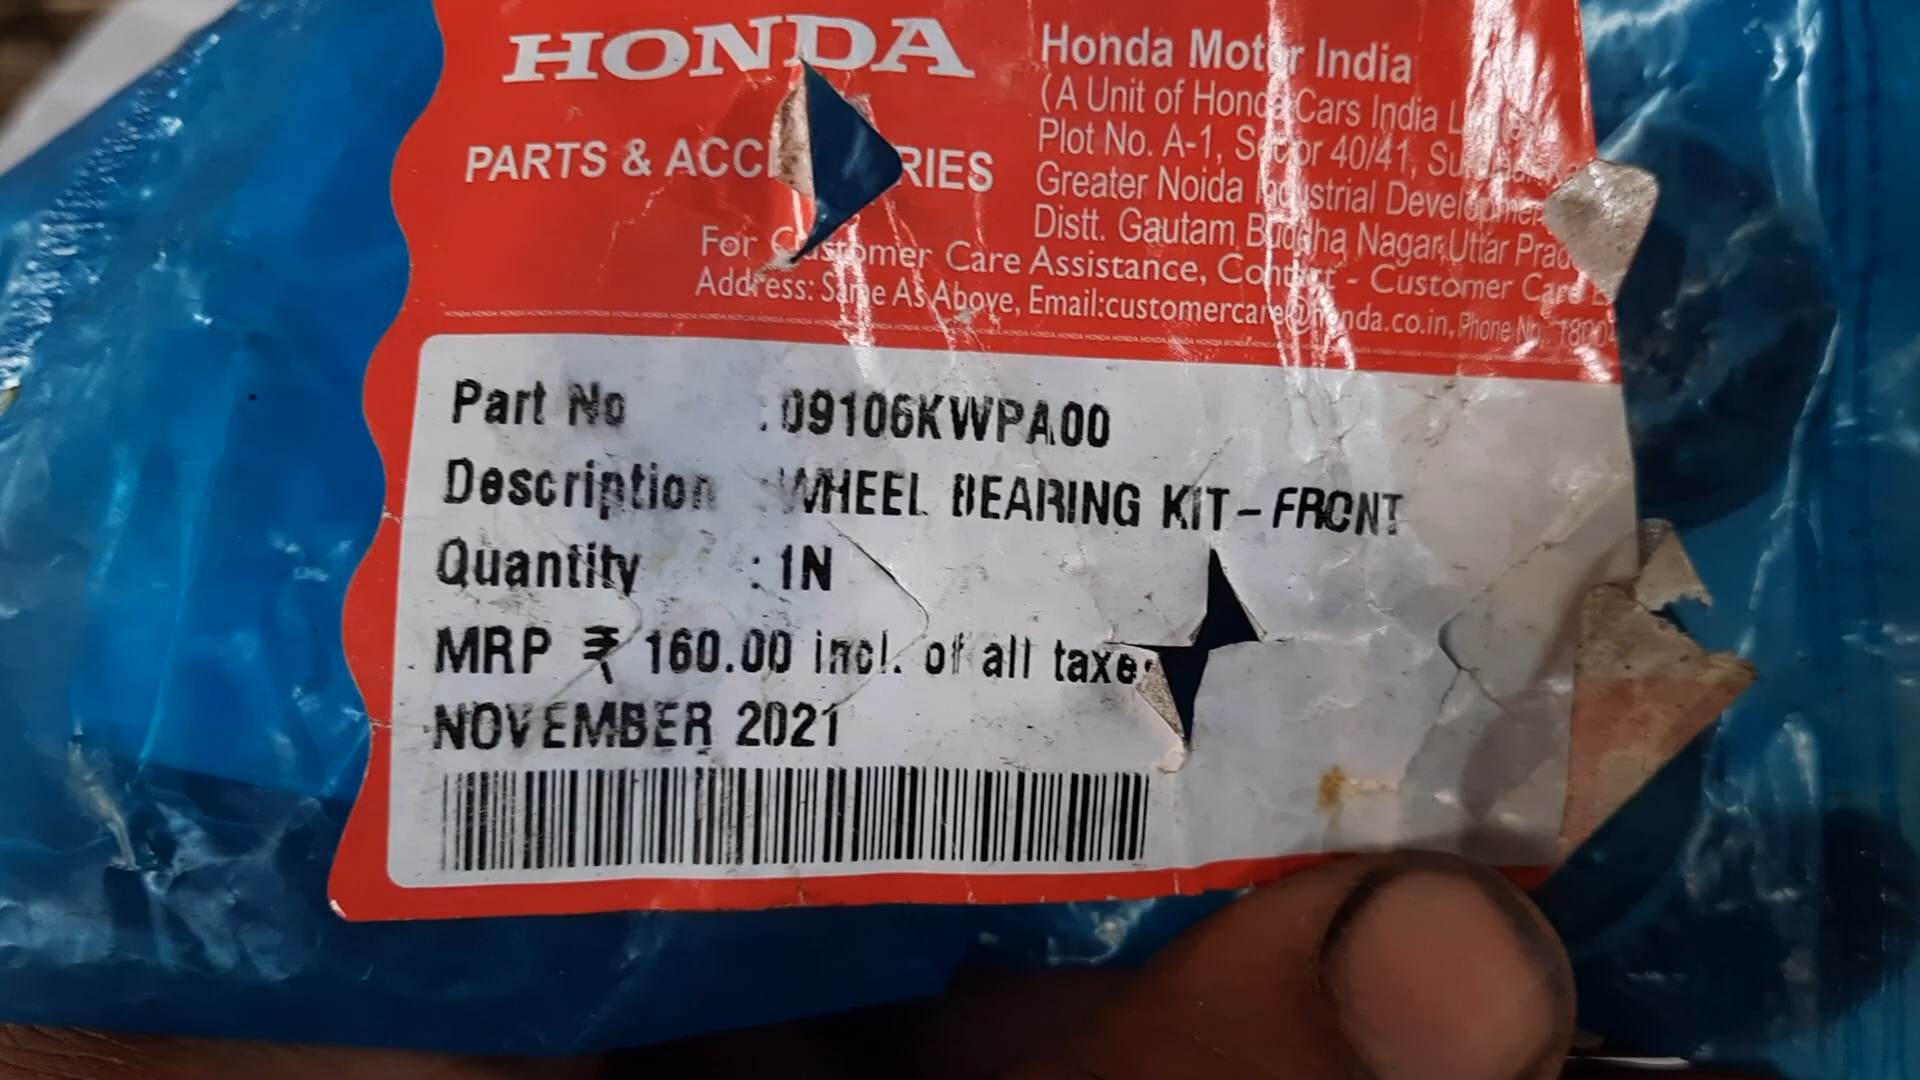 HONDA
PARTS &
Honda Motor India
(A Unit of Honda Cars India
Plot No. A-1, Sector 40/41,
Greater Noida Industrial
Distt. Gautam Buddha Nagar, Uttar
For Customer Care Assistance, Contact - Customer Care
Address: Same As Above, Email:customercare@honda.co.in, Phone No.
Part No : 09106KWPA00
Description : WHEEL BEARING KIT-FRONT
Quantity : 1N
MRP ₹ 160.00 incl. of all taxes
NOVEMBER 2021